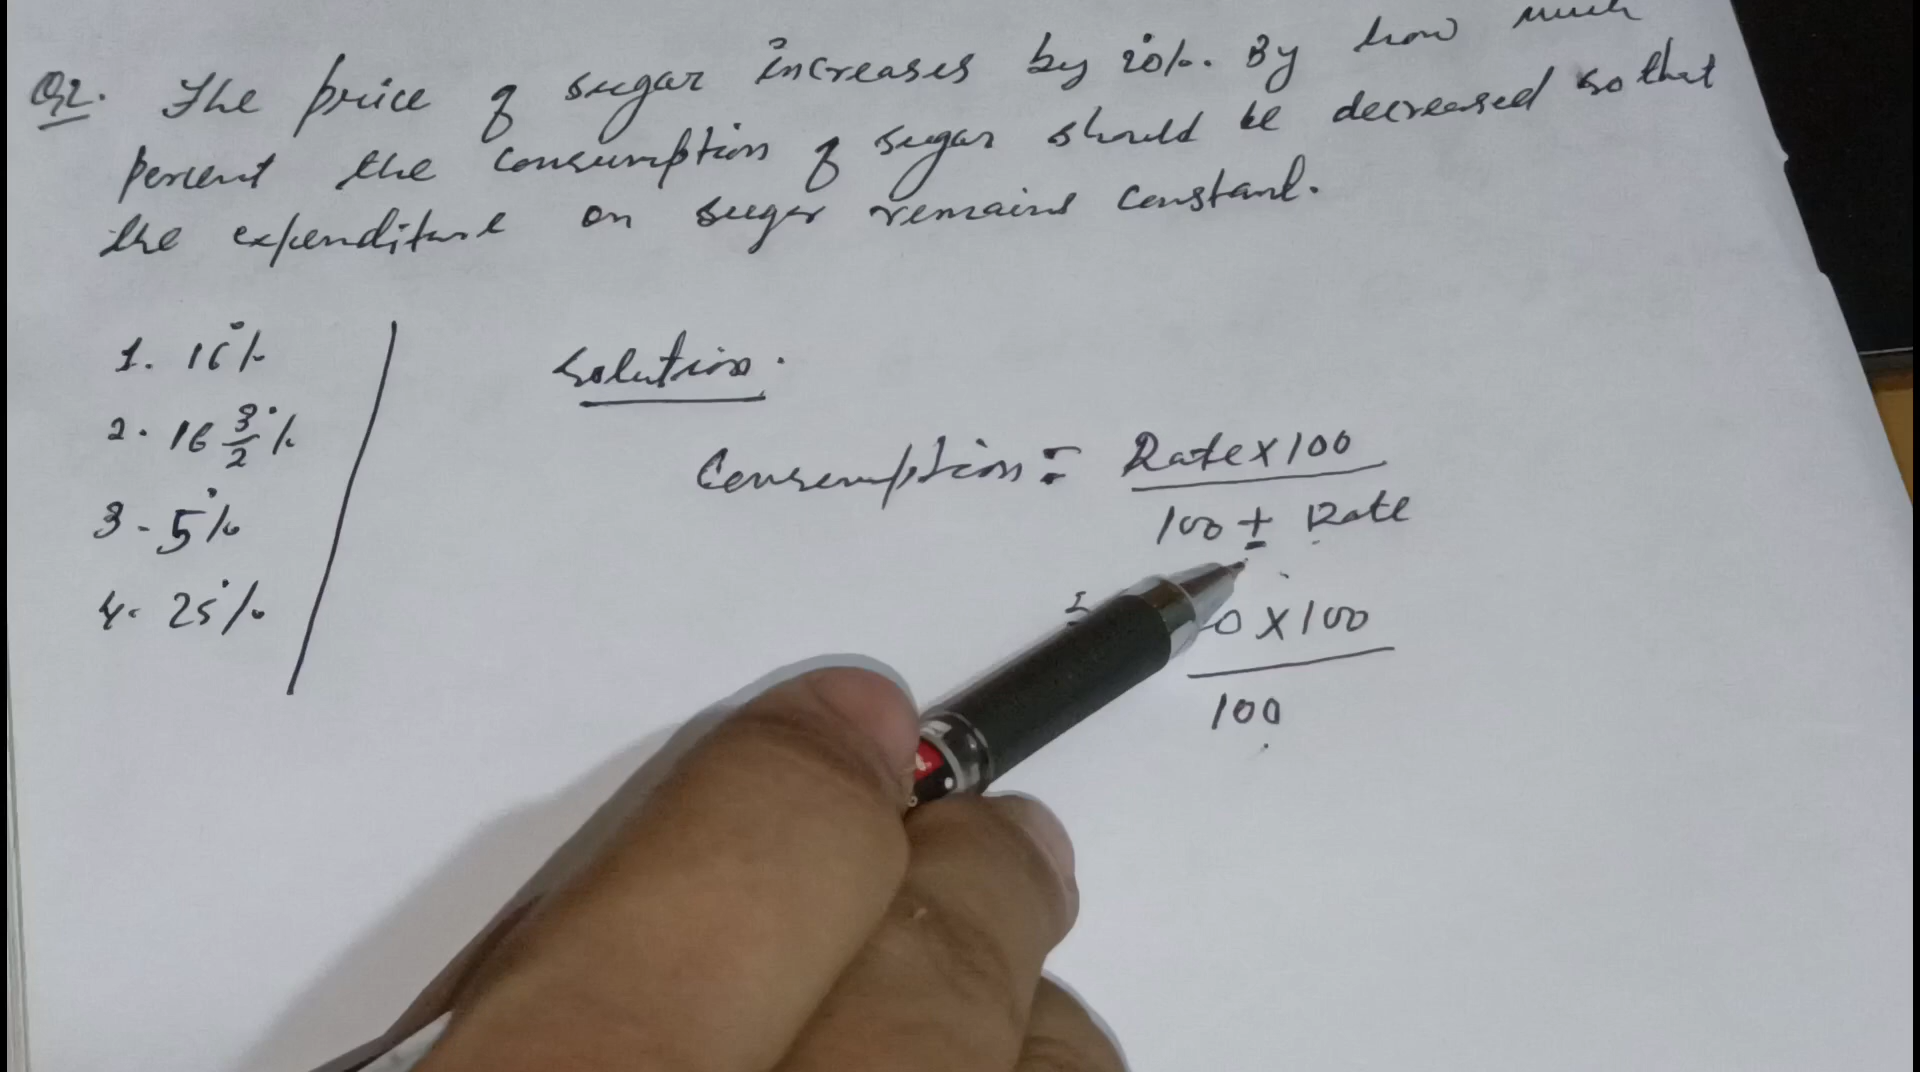 Q2. The price of sugar increases by 20%. By how much
percent the consumption of sugar should be decreased so that
the expenditure on suger remains constant.
1. 16%
2. 16 3/2 %
3 - 5%
4. 25%
Solution.
Consumption = Rate x 100
100 ± Rate
= 0 x 100
100